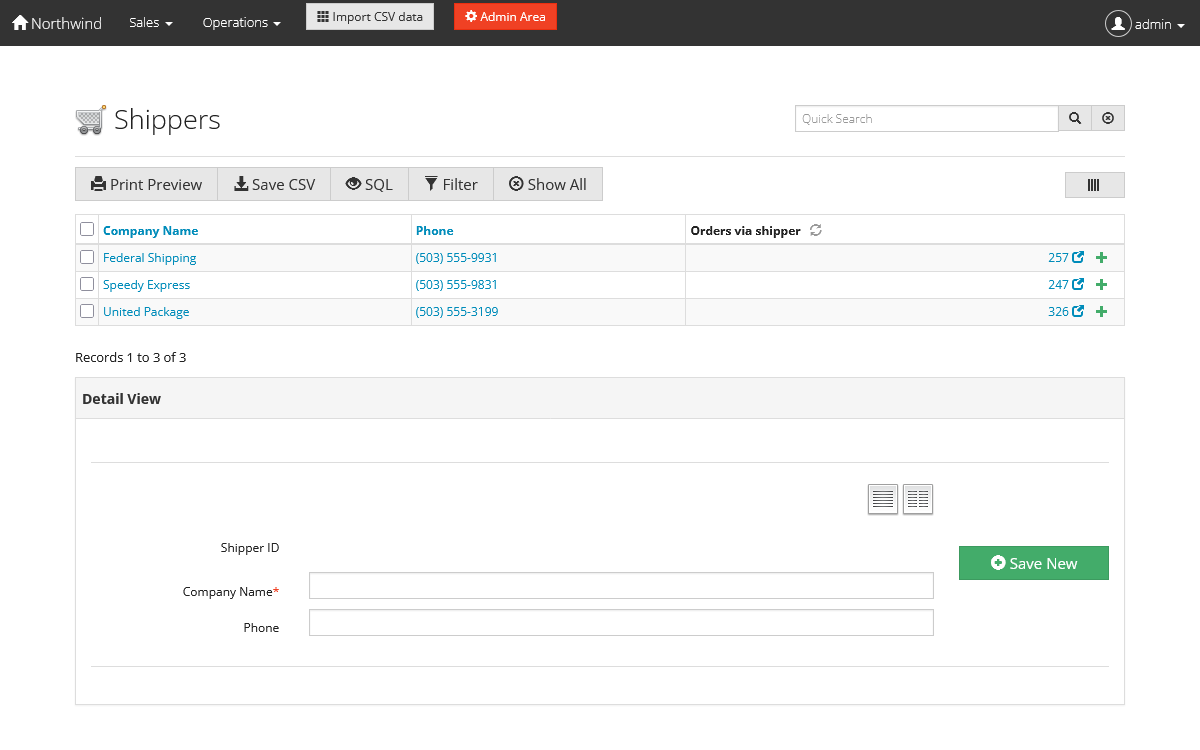 Northwind Sales Operations Import CSV data Admin Area admin
Shippers Quick Search
Print Preview Save CSV SQL Filter Show All
Company Name Phone Orders via shipper
Federal Shipping (503) 555-9931 257
Speedy Express (503) 555-9831 247
United Package (503) 555-3199 326
Records 1 to 3 of 3
Detail View
Shipper ID
Save New
Company Name*
Phone